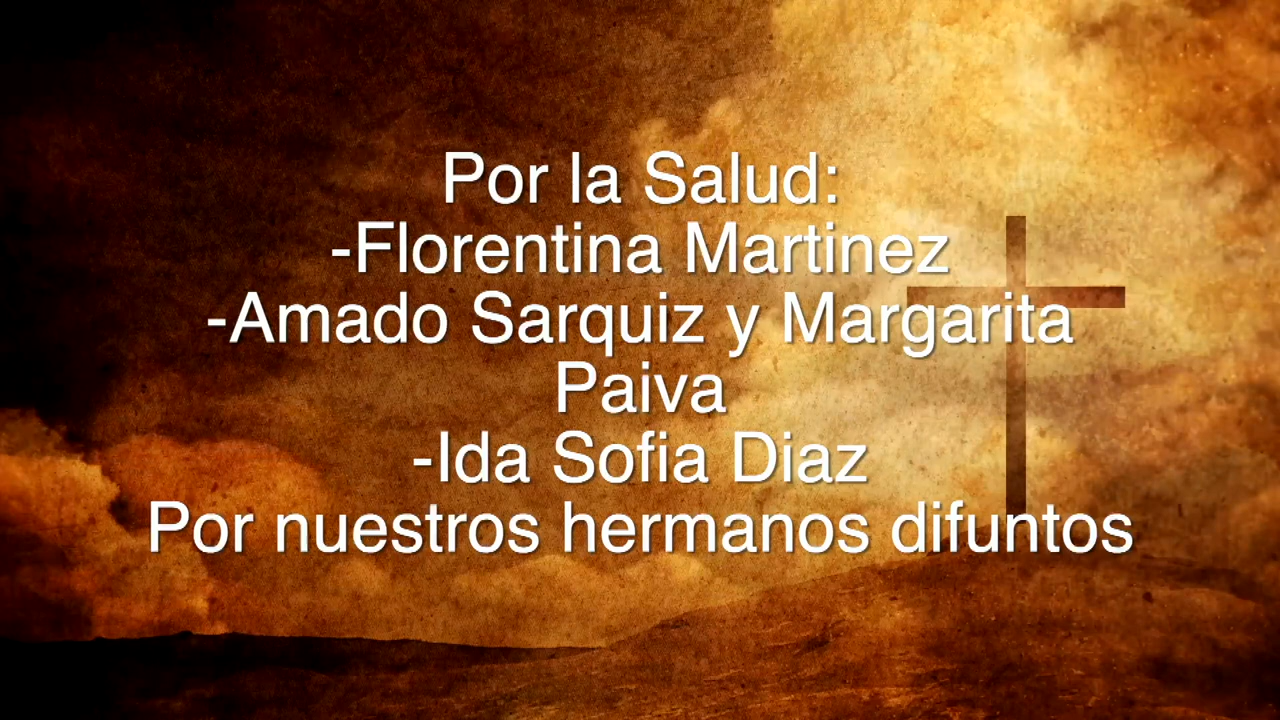 Por la Salud:
-Florentina Martinez
-Amado Sarquiz y Margarita
Paiva
-Ida Sofia Diaz
Por nuestros hermanos difuntos